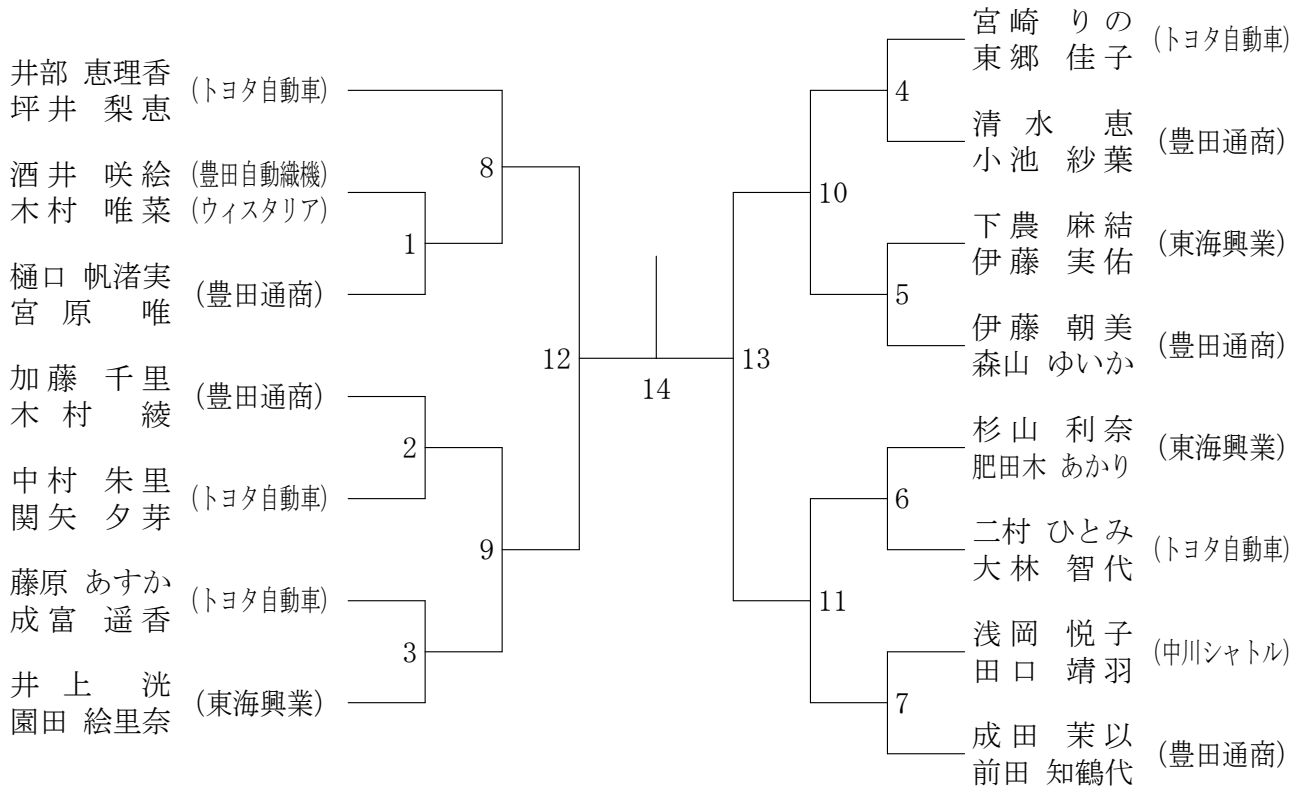 井部 恵理香 (トヨタ自動車)
坪井 梨恵
酒井 咲絵 (豊田自動織機)
木村 唯菜 (ウィスタリア)
樋口 帆渚実 (豊田通商)
宮原 唯
加藤 千里 (豊田通商)
木村 綾
中村 朱里 (トヨタ自動車)
関矢 夕芽
藤原 あすか (トヨタ自動車)
成富 遥香
井上 洸 (東海興業)
園田 絵里奈
8
1
2
9
3
12
14
13
宮崎 りの (トヨタ自動車)
東郷 佳子
4
清水 恵 (豊田通商)
小池 紗葉
10
下農 麻結 (東海興業)
伊藤 実佑
5
伊藤 朝美 (豊田通商)
森山 ゆいか
杉山 利奈 (東海興業)
肥田木 あかり
6
二村 ひとみ (トヨタ自動車)
大林 智代
11
浅岡 悦子 (中川シャトル)
田口 靖羽
7
成田 茉以 (豊田通商)
前田 知鶴代